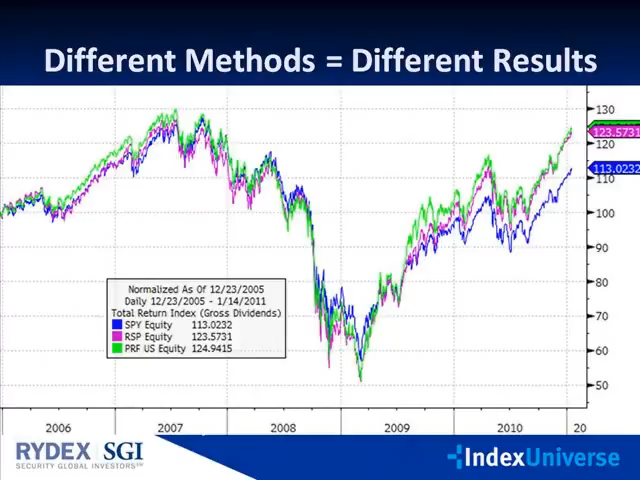 Different Methods = Different Results
130
123.5731
120
113.0232
110
100
90
80
70
60
50
Normalized As Of 12/23/2005
Daily 12/23/2005 - 1/14/2011
Total Return Index (Gross Dividends)
SPY Equity 113.0232
RSP Equity 123.5731
PRF US Equity 124.9415
2006 2007 2008 2009 2010 20
RYDEX SGI
SECURITY GLOBAL INVESTORS
IndexUniverse